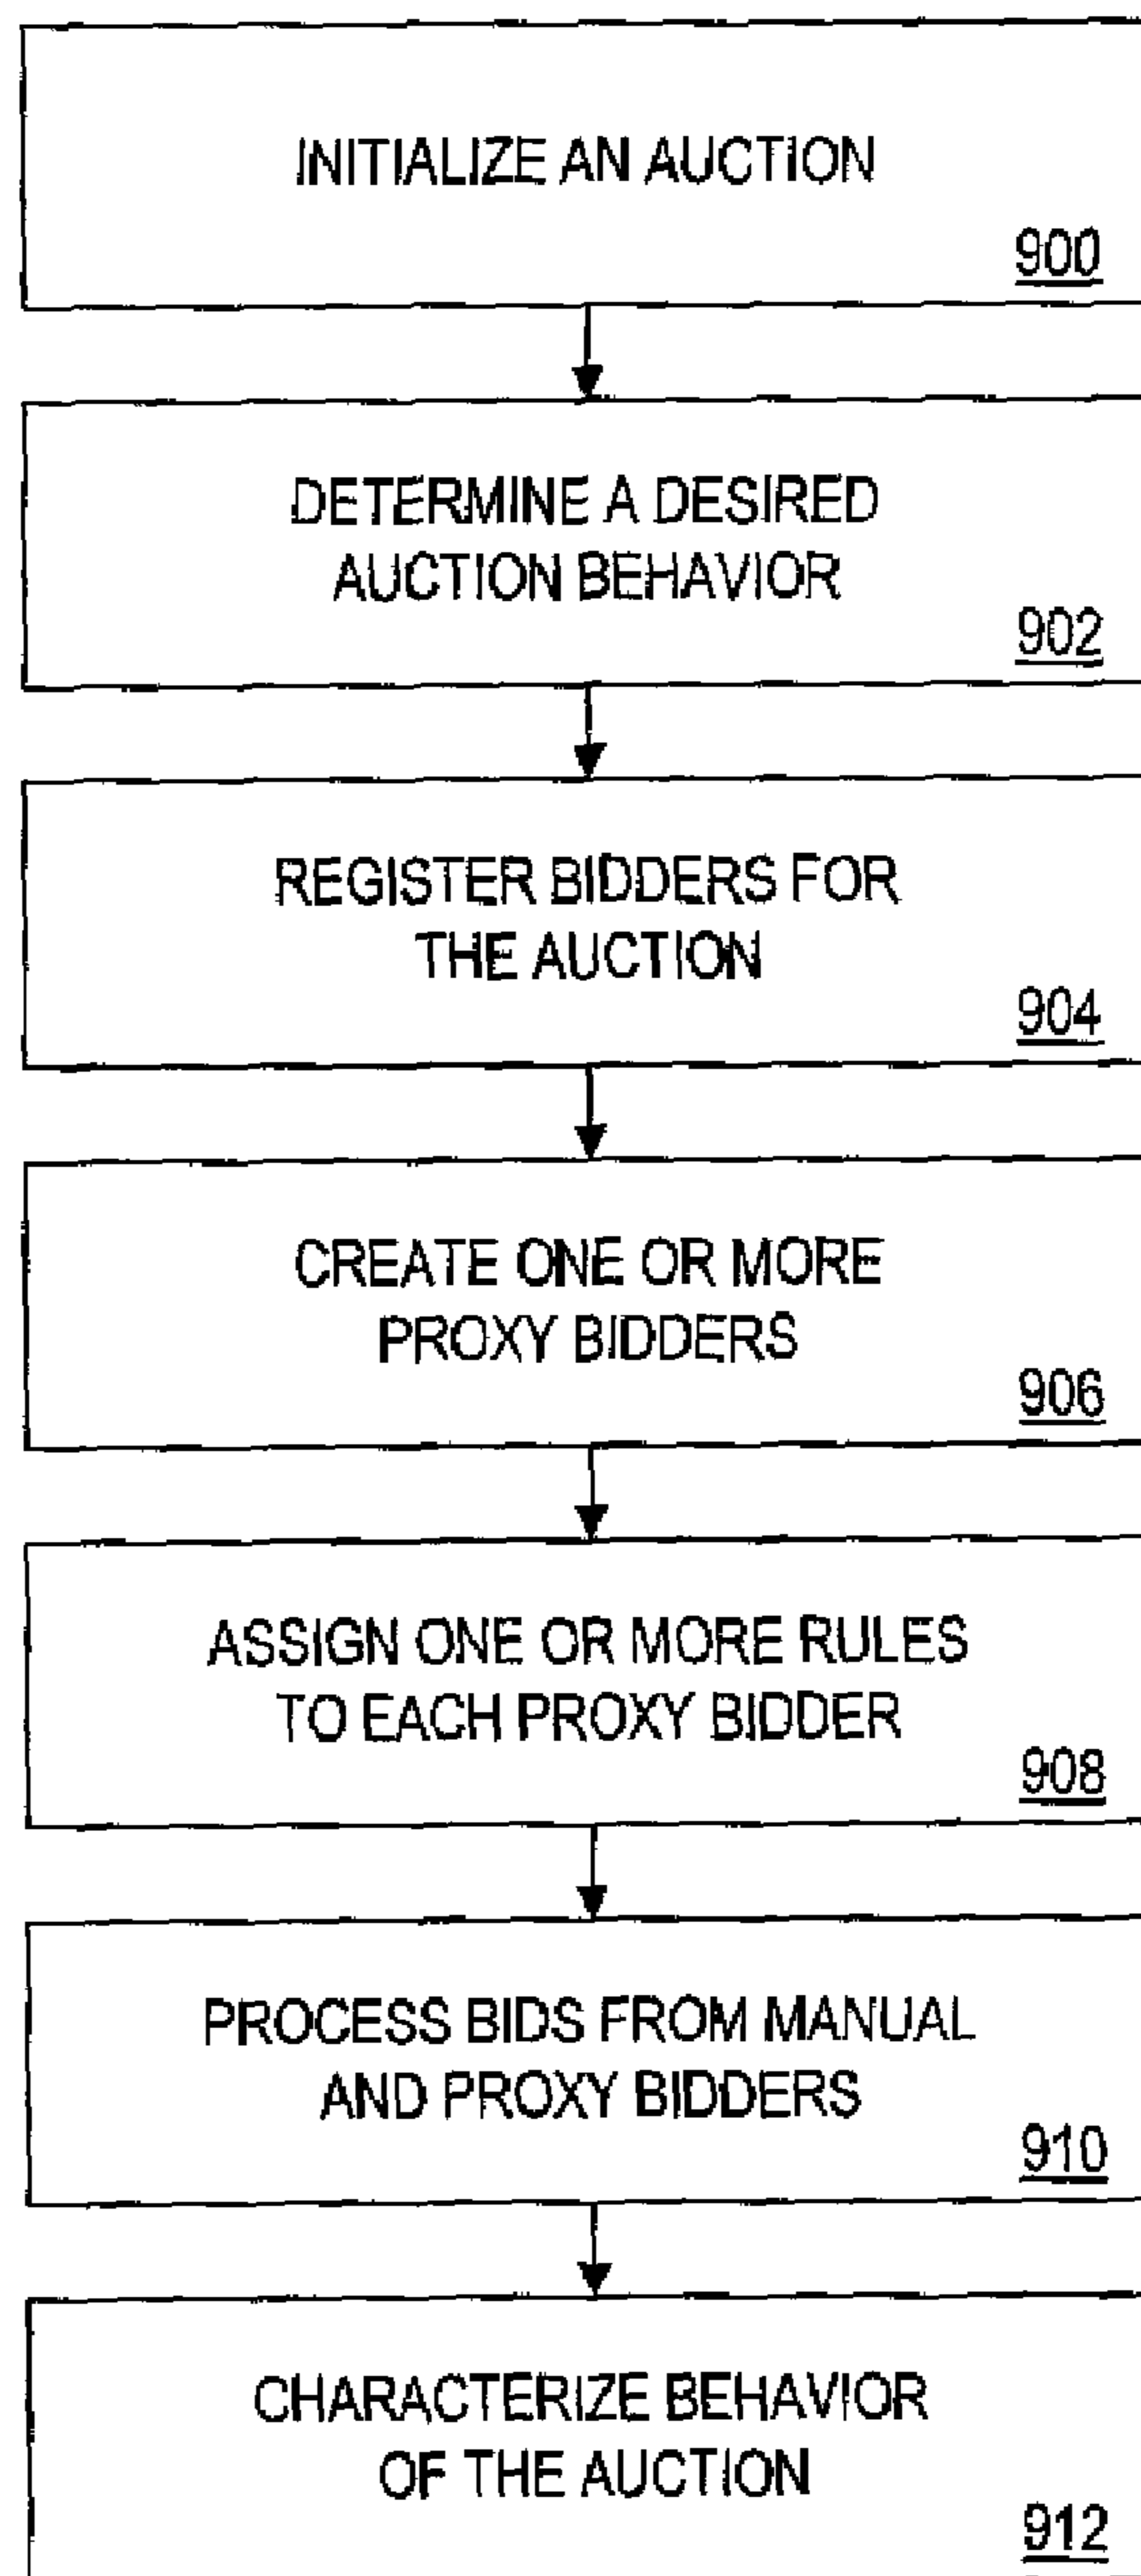 INITIALIZE AN AUCTION
900
DETERMINE A DESIRED
AUCTION BEHAVIOR
902
REGISTER BIDDERS FOR
THE AUCTION
904
CREATE ONE OR MORE
PROXY BIDDERS
906
ASSIGN ONE OR MORE RULES
TO EACH PROXY BIDDER
908
PROCESS BIDS FROM MANUAL
AND PROXY BIDDERS
910
CHARACTERIZE BEHAVIOR
OF THE AUCTION
912